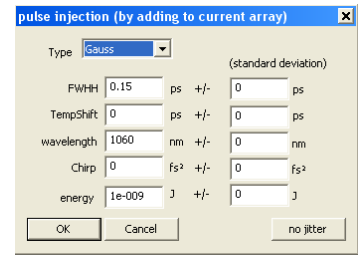 pulse injection (by adding to current array)
Type Gauss
(standard deviation)
FWHH 0.15 ps +/- 0 ps
TempShift 0 ps +/- 0 ps
wavelength 1060 nm +/- 0 nm
Chirp 0 fs² +/- 0 fs²
energy 1e-009 J +/- 0 J
OK Cancel no jitter